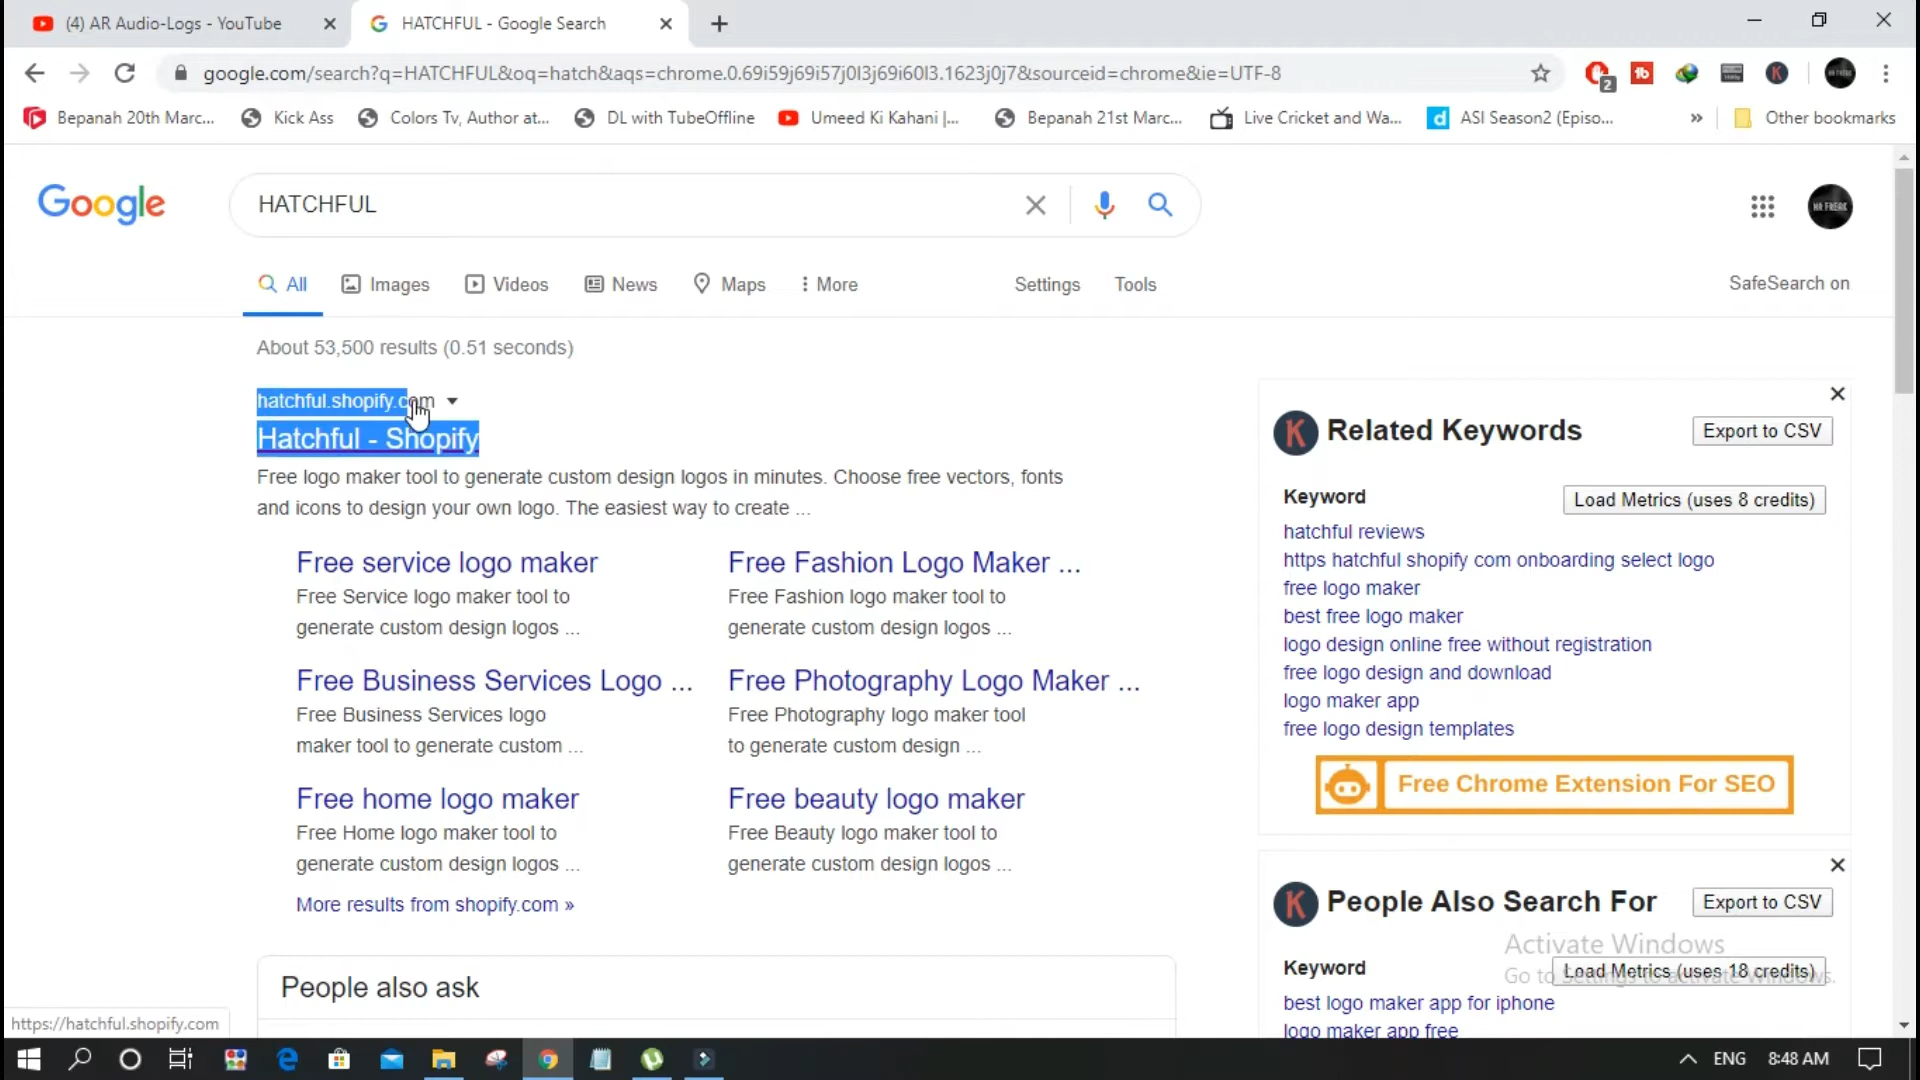 (4) AR Audio-Logs - YouTube
HATCHFUL - Google Search
google.com/search?q=HATCHFUL&oq=hatch&aqs=chrome.0.69i59j69i57j0l3j69i60l3.1623j0j7&sourceid=chrome&ie=UTF-8
2
Bepanah 20th Marc...
Kick Ass
Colors Tv, Author at...
DL with TubeOffline
Umeed Ki Kahani |...
Bepanah 21st Marc...
Live Cricket and Wa...
ASI Season2 (Episo...
»
Other bookmarks
Google
HATCHFUL
All
Images
Videos
News
Maps
More
Settings
Tools
SafeSearch on
About 53,500 results (0.51 seconds)
hatchful.shopify.com
Hatchful - Shopify
Free logo maker tool to generate custom design logos in minutes. Choose free vectors, fonts
and icons to design your own logo. The easiest way to create ...
Free service logo maker
Free Service logo maker tool to
generate custom design logos ...
Free Fashion Logo Maker ...
Free Fashion logo maker tool to
generate custom design logos ...
Free Business Services Logo ...
Free Business Services logo
maker tool to generate custom ...
Free Photography Logo Maker ...
Free Photography logo maker tool
to generate custom design ...
Free home logo maker
Free Home logo maker tool to
generate custom design logos ...
Free beauty logo maker
Free Beauty logo maker tool to
generate custom design logos ...
More results from shopify.com »
People also ask
K
Related Keywords
Export to CSV
Keyword
Load Metrics (uses 8 credits)
hatchful reviews
https hatchful shopify com onboarding select logo
free logo maker
best free logo maker
logo design online free without registration
free logo design and download
logo maker app
free logo design templates
Free Chrome Extension For SEO
K
People Also Search For
Export to CSV
Activate Windows
Go to Settings to activate Windows.
Keyword
Load Metrics (uses 18 credits)
best logo maker app for iphone
logo maker app free
https://hatchful.shopify.com
ENG
8:48 AM